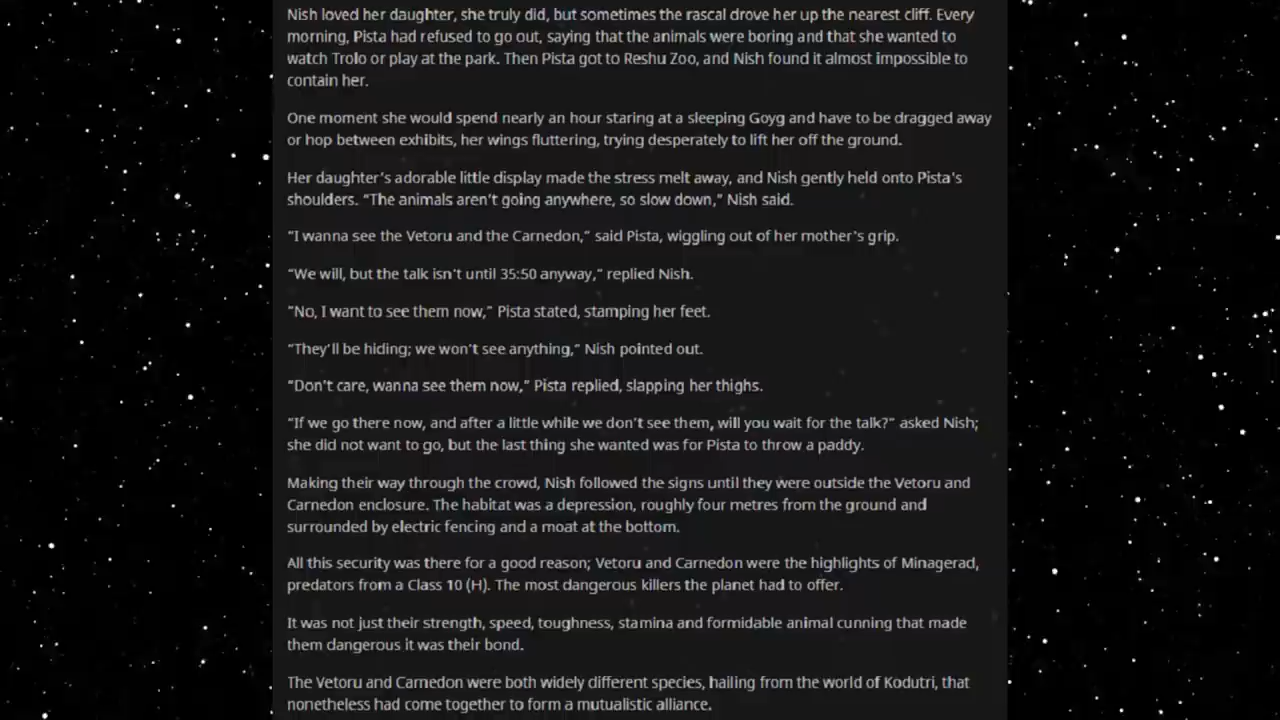 Nish loved her daughter, she truly did, but sometimes the rascal drove her up the nearest cliff. Every
morning, Pista had refused to go out, saying that the animals were boring and that she wanted to
watch Trolo or play at the park. Then Pista got to Reshu Zoo, and Nish found it almost impossible to
contain her.
One moment she would spend nearly an hour staring at a sleeping Goyg and have to be dragged away
or hop between exhibits, her wings fluttering, trying desperately to lift her off the ground.
Her daughter's adorable little display made the stress melt away, and Nish gently held onto Pista's
shoulders. “The animals aren't going anywhere, so slow down,” Nish said.
“I wanna see the Vetoru and the Carnedon,” said Pista, wiggling out of her mother's grip.
“We will, but the talk isn't until 35:50 anyway,” replied Nish.
“No, I want to see them now,” Pista stated, stamping her feet.
“They'll be hiding; we won't see anything,” Nish pointed out.
“Don't care, wanna see them now,” Pista replied, slapping her thighs.
“If we go there now, and after a little while we don't see them, will you wait for the talk?” asked Nish;
she did not want to go, but the last thing she wanted was for Pista to throw a paddy.
Making their way through the crowd, Nish followed the signs until they were outside the Vetoru and
Carnedon enclosure. The habitat was a depression, roughly four metres from the ground and
surrounded by electric fencing and a moat at the bottom.
All this security was there for a good reason; Vetoru and Carnedon were the highlights of Minagerad,
predators from a Class 10 (H). The most dangerous killers the planet had to offer.
It was not just their strength, speed, toughness, stamina and formidable animal cunning that made
them dangerous it was their bond.
The Vetoru and Carnedon were both widely different species, hailing from the world of Kodutri, that
nonetheless had come together to form a mutualistic alliance.